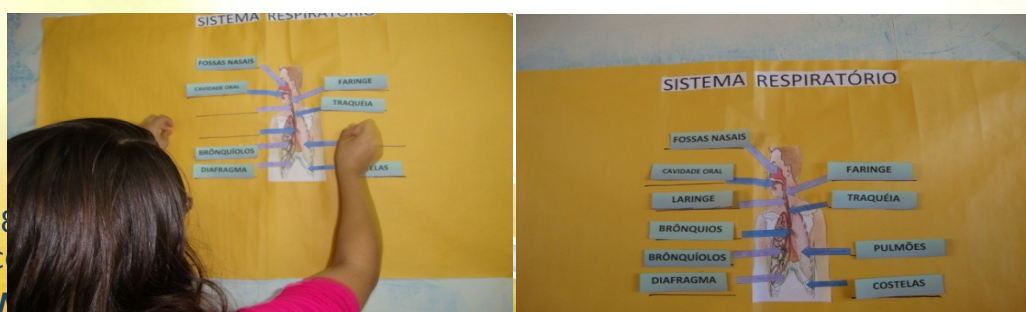 SISTEMA RESPIRATÓRIO
FOSSAS NASAIS
CAVIDADE ORAL
FARINGE
TRAQUÉIA
BRÔNQUÍOLOS
DIAFRAGMA
SISTEMA RESPIRATÓRIO
FOSSAS NASAIS
CAVIDADE ORAL
FARINGE
LARINGE
TRAQUÉIA
BRÔNQUIOS
PULMÕES
BRÔNQUÍOLOS
DIAFRAGMA
COSTELAS